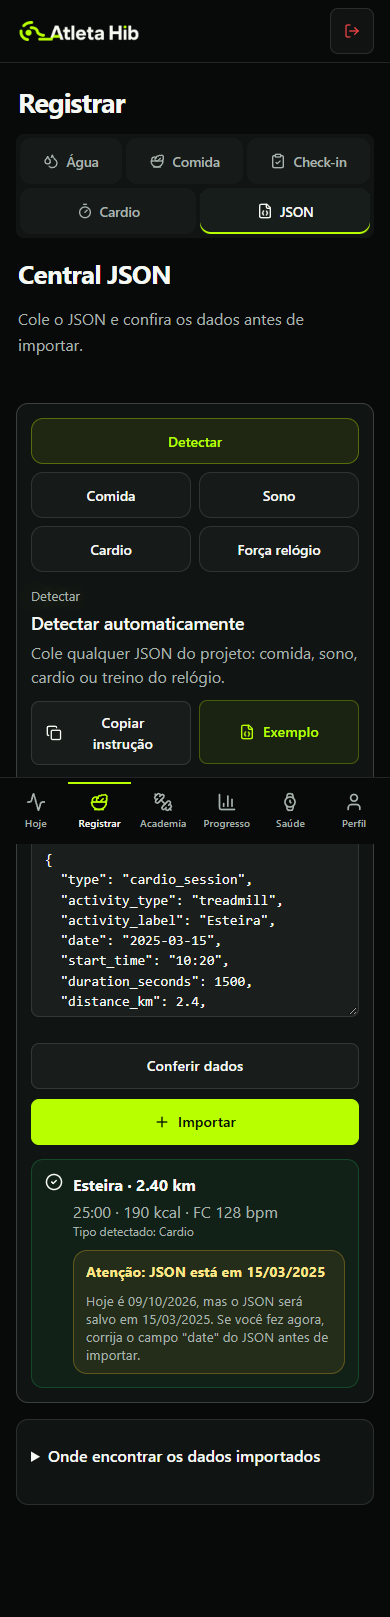 Atleta Hib
Registrar
Água
Comida
Check-in
Cardio
JSON
Central JSON
Cole o JSON e confira os dados antes de
importar.
Detectar
Comida
Sono
Cardio
Força relógio
Detectar
Detectar automaticamente
Cole qualquer JSON do projeto: comida, sono,
cardio ou treino do relógio.
Copiar
instrução
Exemplo
Hoje
Registrar
Academia
Progresso
Saúde
Perfil
{
"type": "cardio_session",
"activity_type": "treadmill",
"activity_label": "Esteira",
"date": "2025-03-15",
"start_time": "10:20",
"duration_seconds": 1500,
"distance_km": 2.4,
Conferir dados
+ Importar
Esteira · 2.40 km
25:00 · 190 kcal · FC 128 bpm
Tipo detectado: Cardio
Atenção: JSON está em 15/03/2025
Hoje é 09/10/2026, mas o JSON será
salvo em 15/03/2025. Se você fez agora,
corrija o campo "date" do JSON antes de
importar.
Onde encontrar os dados importados